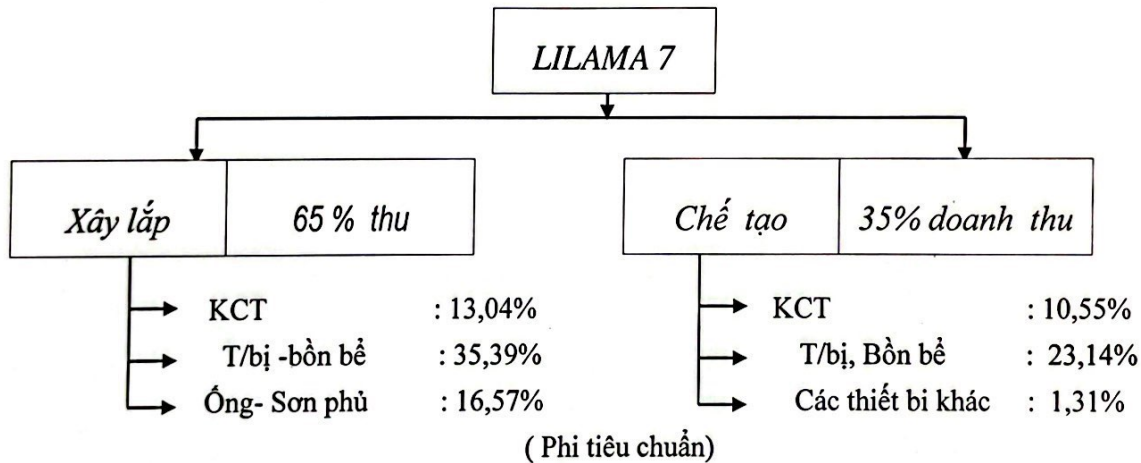 LILAMA 7
Xây lắp 65 % thu
Chế tạo 35% doanh thu
KCT : 13,04%
T/bị -bồn bể : 35,39%
Ống- Sơn phủ : 16,57%
KCT : 10,55%
T/bị, Bồn bể : 23,14%
Các thiết bi khác : 1,31%
( Phi tiêu chuẩn)